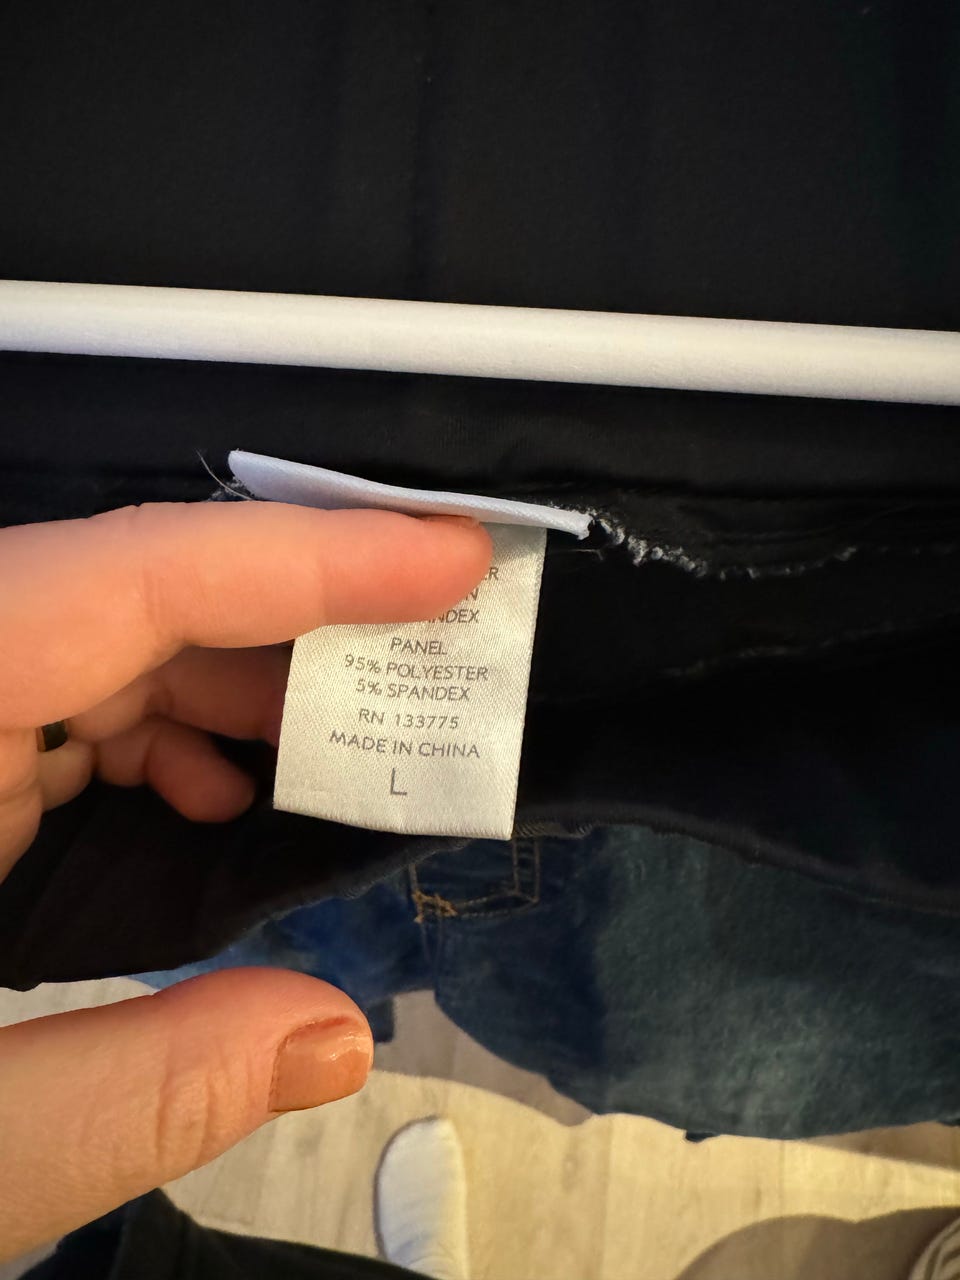 PANEL
95% POLYESTER
5% SPANDEX
RN 133775
MADE IN CHINA
L